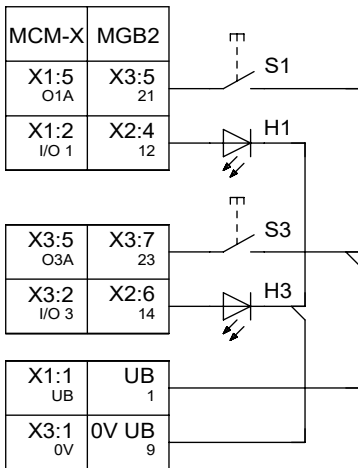 MCM-X MGB2
X1:5 X3:5 S1
O1A 21
X1:2 X2:4 H1
I/O 1 12
X3:5 X3:7 S3
O3A 23
X3:2 X2:6 H3
I/O 3 14
X1:1 UB
UB 1
X3:1 0V UB
0V 9